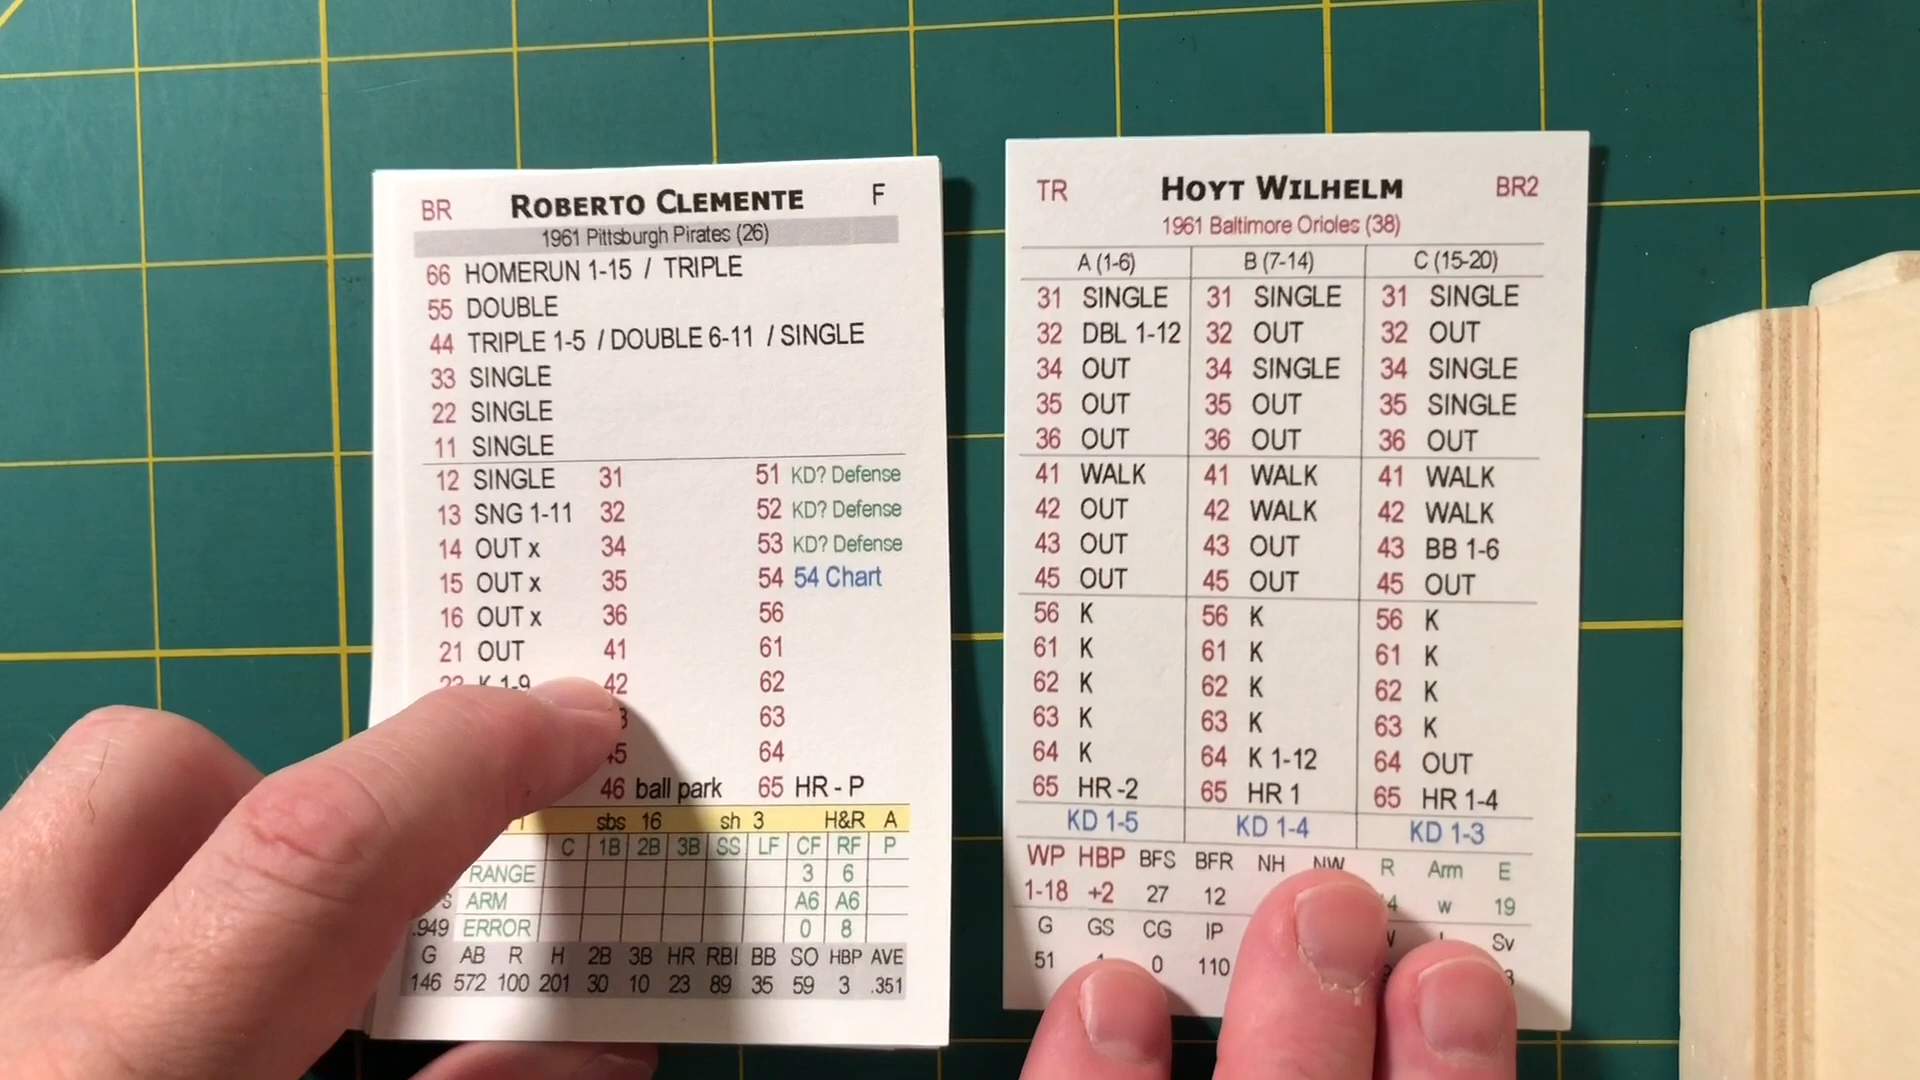 BR ROBERTO CLEMENTE F
1961 Pittsburgh Pirates (26)
66 HOMERUN 1-15 / TRIPLE
55 DOUBLE
44 TRIPLE 1-5 / DOUBLE 6-11 / SINGLE
33 SINGLE
22 SINGLE
11 SINGLE
12 SINGLE 31 51 KD? Defense
13 SNG 1-11 32 52 KD? Defense
14 OUT x 34 53 KD? Defense
15 OUT x 35 54 54 Chart
16 OUT x 36 56
21 OUT 41 61
23 K 1-9 42 62
63
45 64
46 ball park 65 HR - P
sbs 16 sh 3 H&R A
C 1B 2B 3B SS LF CF RF P
RANGE 3 6
ARM A6 A6
.949 ERROR 0 8
G AB R H 2B 3B HR RBI BB SO HBP AVE
146 572 100 201 30 10 23 89 35 59 3 .351
TR HOYT WILHELM BR2
1961 Baltimore Orioles (38)
A (1-6) B (7-14) C (15-20)
31 SINGLE 31 SINGLE 31 SINGLE
32 DBL 1-12 32 OUT 32 OUT
34 OUT 34 SINGLE 34 SINGLE
35 OUT 35 OUT 35 SINGLE
36 OUT 36 OUT 36 OUT
41 WALK 41 WALK 41 WALK
42 OUT 42 WALK 42 WALK
43 OUT 43 OUT 43 BB 1-6
45 OUT 45 OUT 45 OUT
56 K 56 K 56 K
61 K 61 K 61 K
62 K 62 K 62 K
63 K 63 K 63 K
64 K 64 K 1-12 64 OUT
65 HR -2 65 HR 1 65 HR 1-4
KD 1-5 KD 1-4 KD 1-3
WP HBP BFS BFR NH NW R Arm E
1-18 +2 27 12 w 19
G GS CG IP Sv
51 0 110